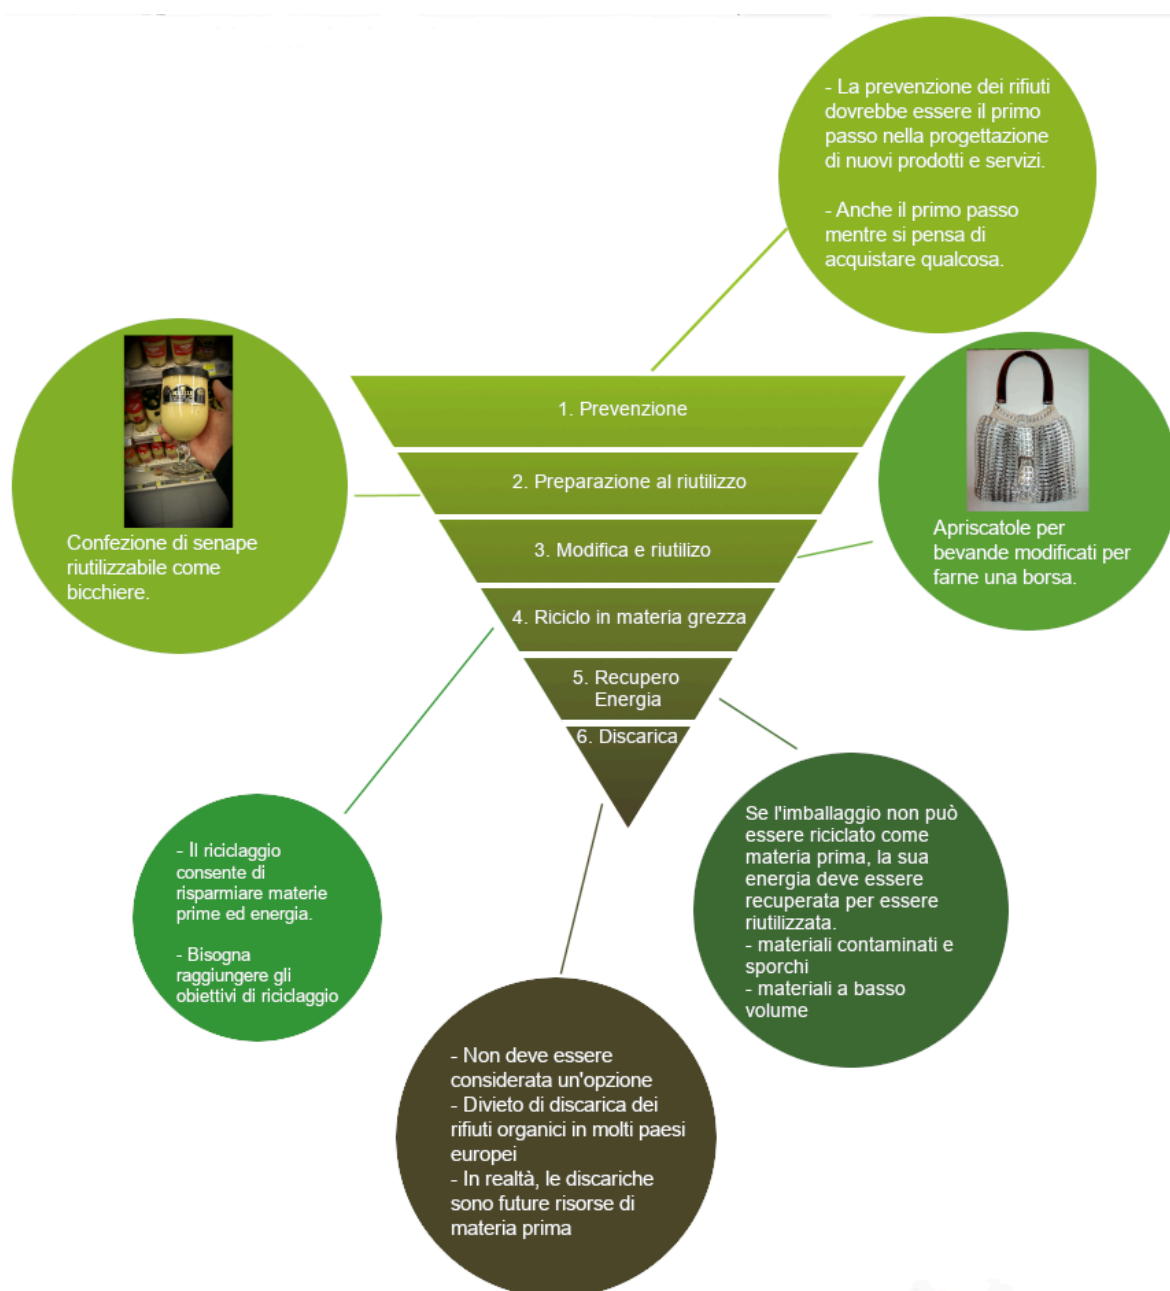 - La prevenzione dei rifiuti
dovrebbe essere il primo
passo nella progettazione
di nuovi prodotti e servizi.
- Anche il primo passo
mentre si pensa di
acquistare qualcosa.
1. Prevenzione
2. Preparazione al riutilizzo
3. Modifica e riutilizo
4. Riciclo in materia grezza
5. Recupero
Energia
6. Discarica
Confezione di senape
riutilizzabile come
bicchiere.
Apriscatole per
bevande modificati per
farne una borsa.
- Il riciclaggio
consente di
risparmiare materie
prime ed energia.
- Bisogna
raggiungere gli
obiettivi di riciclaggio
Se l'imballaggio non può
essere riciclato come
materia prima, la sua
energia deve essere
recuperata per essere
riutilizzata.
- materiali contaminati e
sporchi
- materiali a basso
volume
- Non deve essere
considerata un'opzione
- Divieto di discarica dei
rifiuti organici in molti paesi
europei
- In realtà, le discariche
sono future risorse di
materia prima